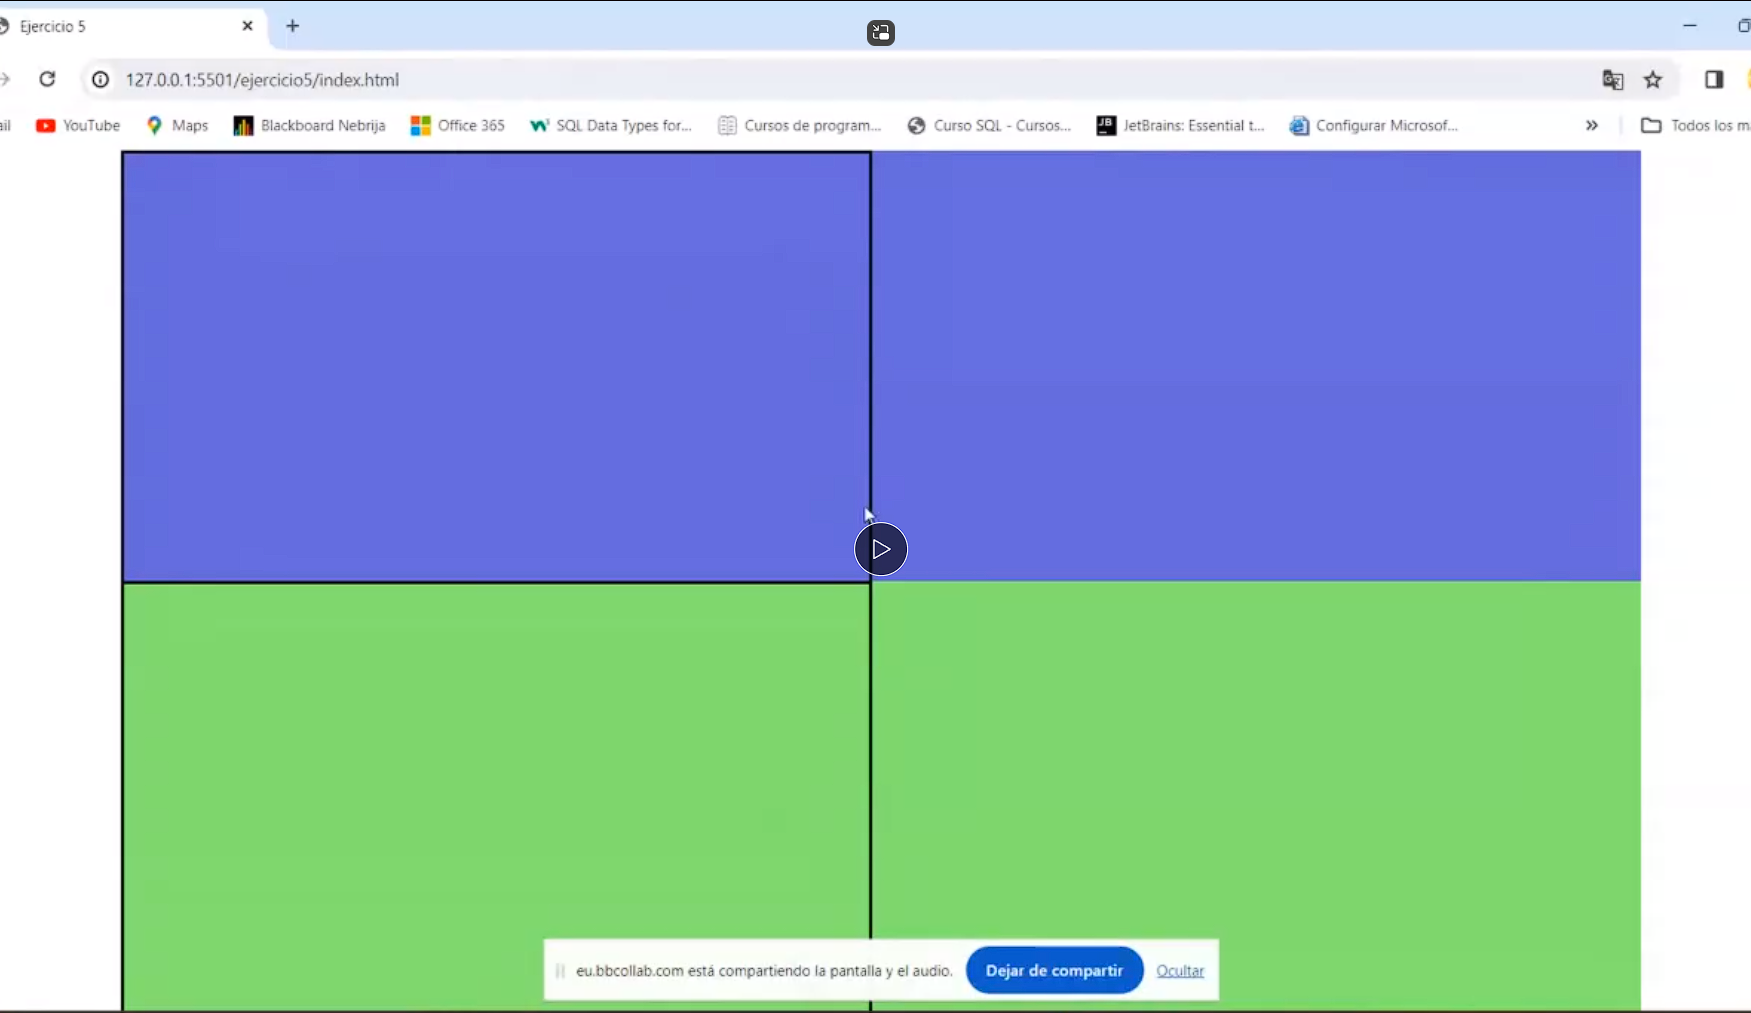 Ejercicio 5
127.0.0.1:5501/ejercicio5/index.html
ail YouTube Maps Blackboard Nebrija Office 365 SQL Data Types for... Cursos de program... Curso SQL - Cursos... JB JetBrains: Essential t... Configurar Microsof... » Todos los m
eu.bbcollab.com está compartiendo la pantalla y el audio. Dejar de compartir Ocultar